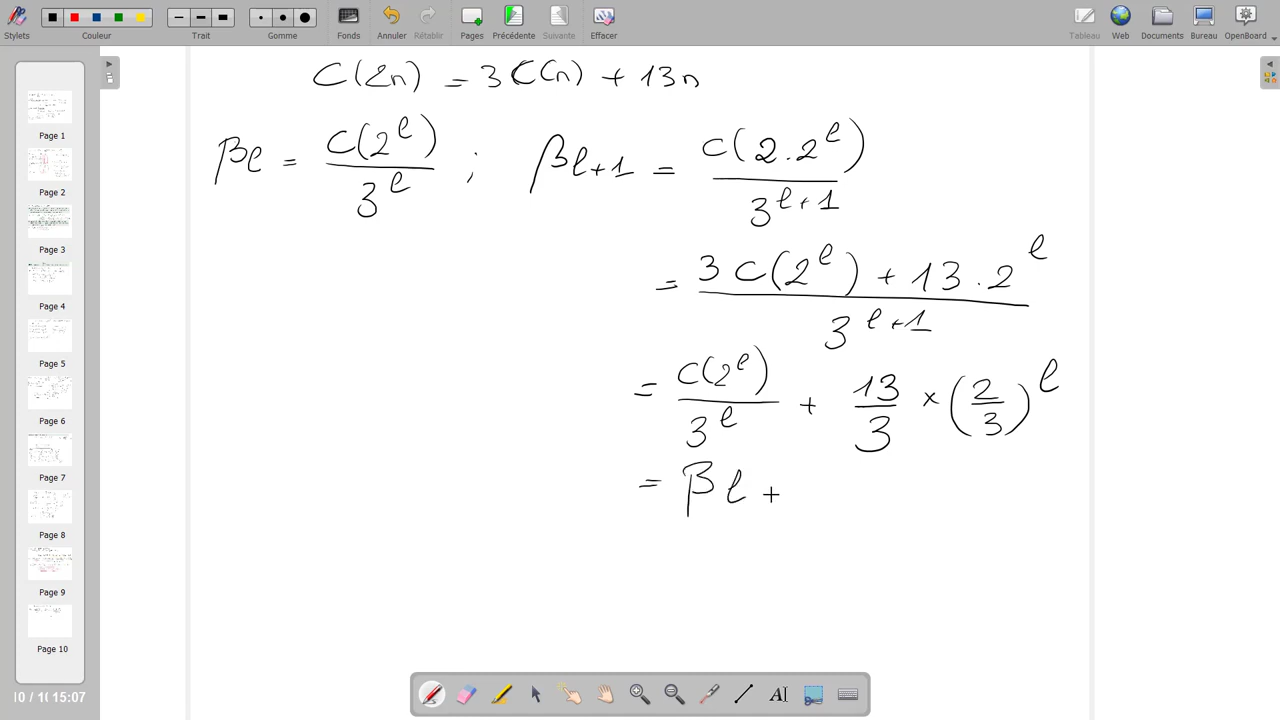 Stylets Couleur Trait Gomme Fonds Annuler Rétablir Pages Précédente Suivante Effacer Tableau Web Documents Bureau OpenBoard
C(2n) = 3C(n) + 13n
βℓ = C(2^ℓ) / 3^ℓ ; βℓ+1 = C(2.2^ℓ) / 3^(ℓ+1)
= 3C(2^ℓ) + 13.2^ℓ / 3^(ℓ+1)
= C(2^ℓ) / 3^ℓ + 13/3 × (2/3)^ℓ
= βℓ +
Page 1
Page 2
Page 3
Page 4
Page 5
Page 6
Page 7
Page 8
Page 9
Page 10
15:07
AI